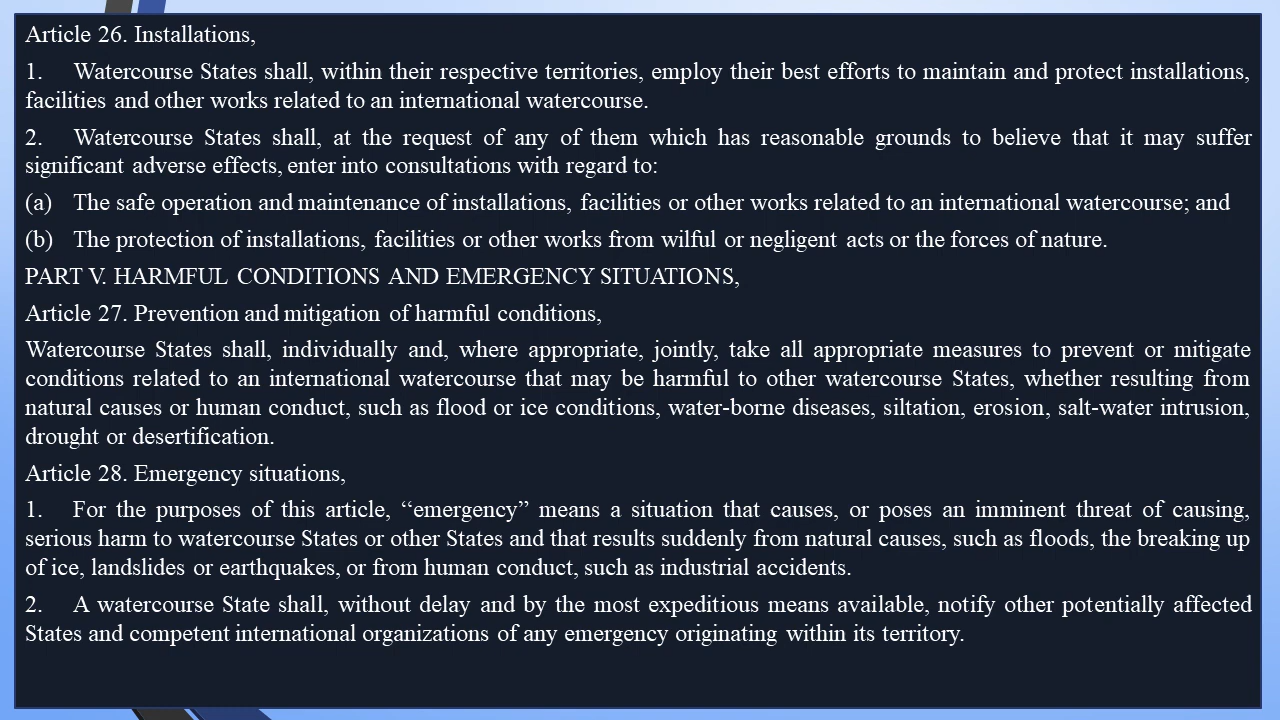 Article 26. Installations,
1. Watercourse States shall, within their respective territories, employ their best efforts to maintain and protect installations,
facilities and other works related to an international watercourse.
2. Watercourse States shall, at the request of any of them which has reasonable grounds to believe that it may suffer
significant adverse effects, enter into consultations with regard to:
(a) The safe operation and maintenance of installations, facilities or other works related to an international watercourse; and
(b) The protection of installations, facilities or other works from wilful or negligent acts or the forces of nature.
PART V. HARMFUL CONDITIONS AND EMERGENCY SITUATIONS,
Article 27. Prevention and mitigation of harmful conditions,
Watercourse States shall, individually and, where appropriate, jointly, take all appropriate measures to prevent or mitigate
conditions related to an international watercourse that may be harmful to other watercourse States, whether resulting from
natural causes or human conduct, such as flood or ice conditions, water-borne diseases, siltation, erosion, salt-water intrusion,
drought or desertification.
Article 28. Emergency situations,
1. For the purposes of this article, “emergency” means a situation that causes, or poses an imminent threat of causing,
serious harm to watercourse States or other States and that results suddenly from natural causes, such as floods, the breaking up
of ice, landslides or earthquakes, or from human conduct, such as industrial accidents.
2. A watercourse State shall, without delay and by the most expeditious means available, notify other potentially affected
States and competent international organizations of any emergency originating within its territory.